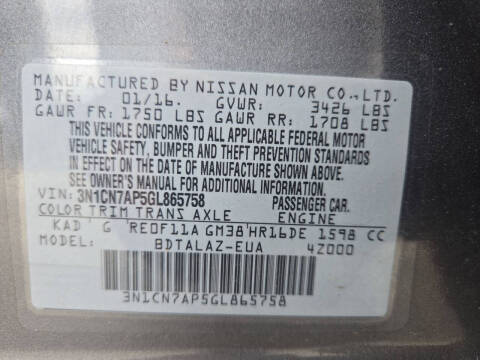 MANUFACTURED BY NISSAN MOTOR CO.,LTD.
DATE: 01/16. GVWR: 3426 LBS
GAWR FR: 1750 LBS GAWR RR: 1708 LBS
THIS VEHICLE CONFORMS TO ALL APPLICABLE FEDERAL MOTOR
VEHICLE SAFETY, BUMPER AND THEFT PREVENTION STANDARDS
IN EFFECT ON THE DATE OF MANUFACTURE SHOWN ABOVE.
SEE OWNER'S MANUAL FOR ADDITIONAL INFORMATION.
VIN: 3N1CN7AP5GL865758 PASSENGER CAR.
COLOR TRIM TRANS AXLE ENGINE
KAD G RE0F11A GM38 HR16DE 1598 CC
MODEL: BDTALAZ-EUA 42000
3N1CN7AP5GL865758